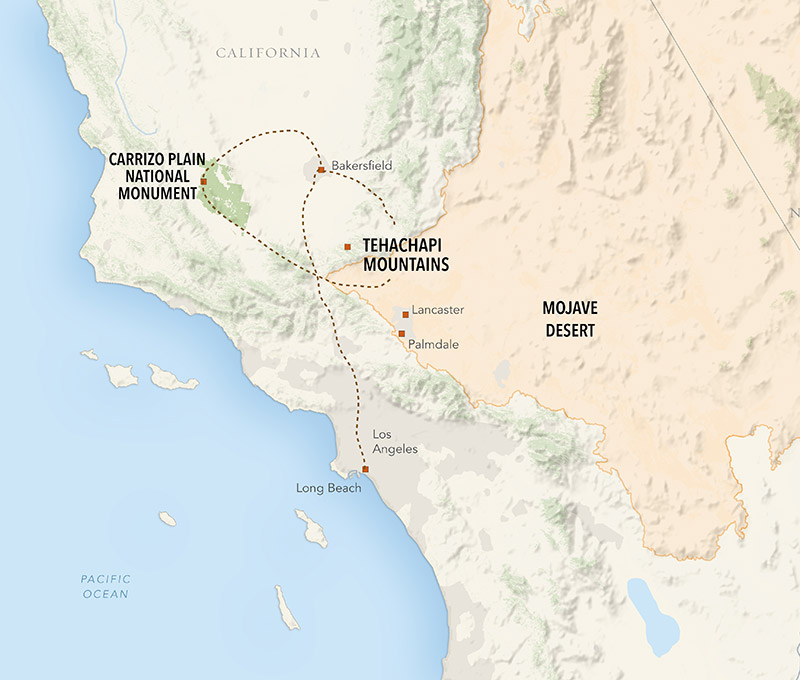 CALIFORNIA
CARRIZO PLAIN
NATIONAL
MONUMENT
Bakersfield
TEHACHAPI
MOUNTAINS
Lancaster
Palmdale
MOJAVE
DESERT
Los
Angeles
Long Beach
PACIFIC
OCEAN